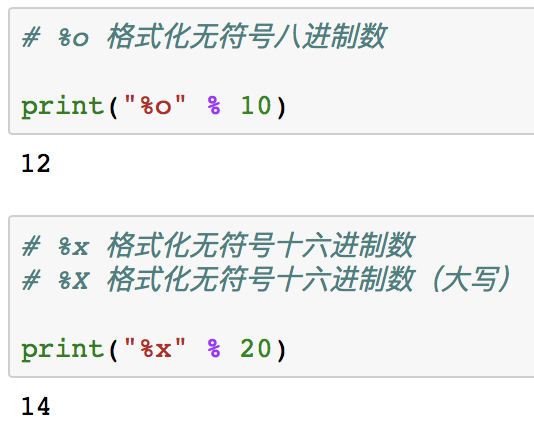 # %o 格式化无符号八进制数
print("%o" % 10)
12
# %x 格式化无符号十六进制数
# %X 格式化无符号十六进制数（大写）
print("%x" % 20)
14